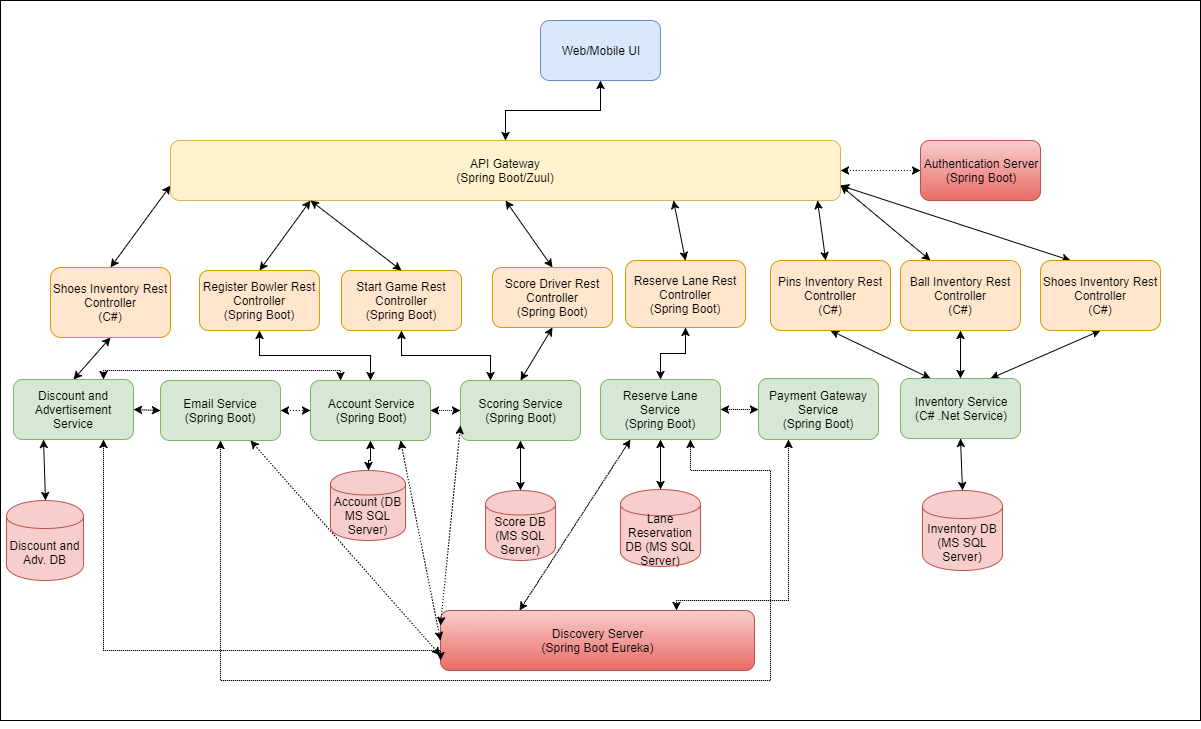 Web/Mobile UI
API Gateway
(Spring Boot/Zuul)
Authentication Server
(Spring Boot)
Shoes Inventory Rest
Controller
(C#)
Register Bowler Rest
Controller
(Spring Boot)
Start Game Rest
Controller
(Spring Boot)
Score Driver Rest
Controller
(Spring Boot)
Reserve Lane Rest
Controller
(Spring Boot)
Pins Inventory Rest
Controller
(C#)
Ball Inventory Rest
Controller
(C#)
Shoes Inventory Rest
Controller
(C#)
Discount and
Advertisement
Service
Email Service
(Spring Boot)
Account Service
(Spring Boot)
Scoring Service
(Spring Boot)
Reserve Lane
Service
(Spring Boot)
Payment Gateway
Service
(Spring Boot)
Inventory Service
(C# .Net Service)
Discount and
Adv. DB
Account (DB
MS SQL
Server)
Score DB
(MS SQL
Server)
Lane
Reservation
DB (MS SQL
Server)
Inventory DB
(MS SQL
Server)
Discovery Server
(Spring Boot Eureka)